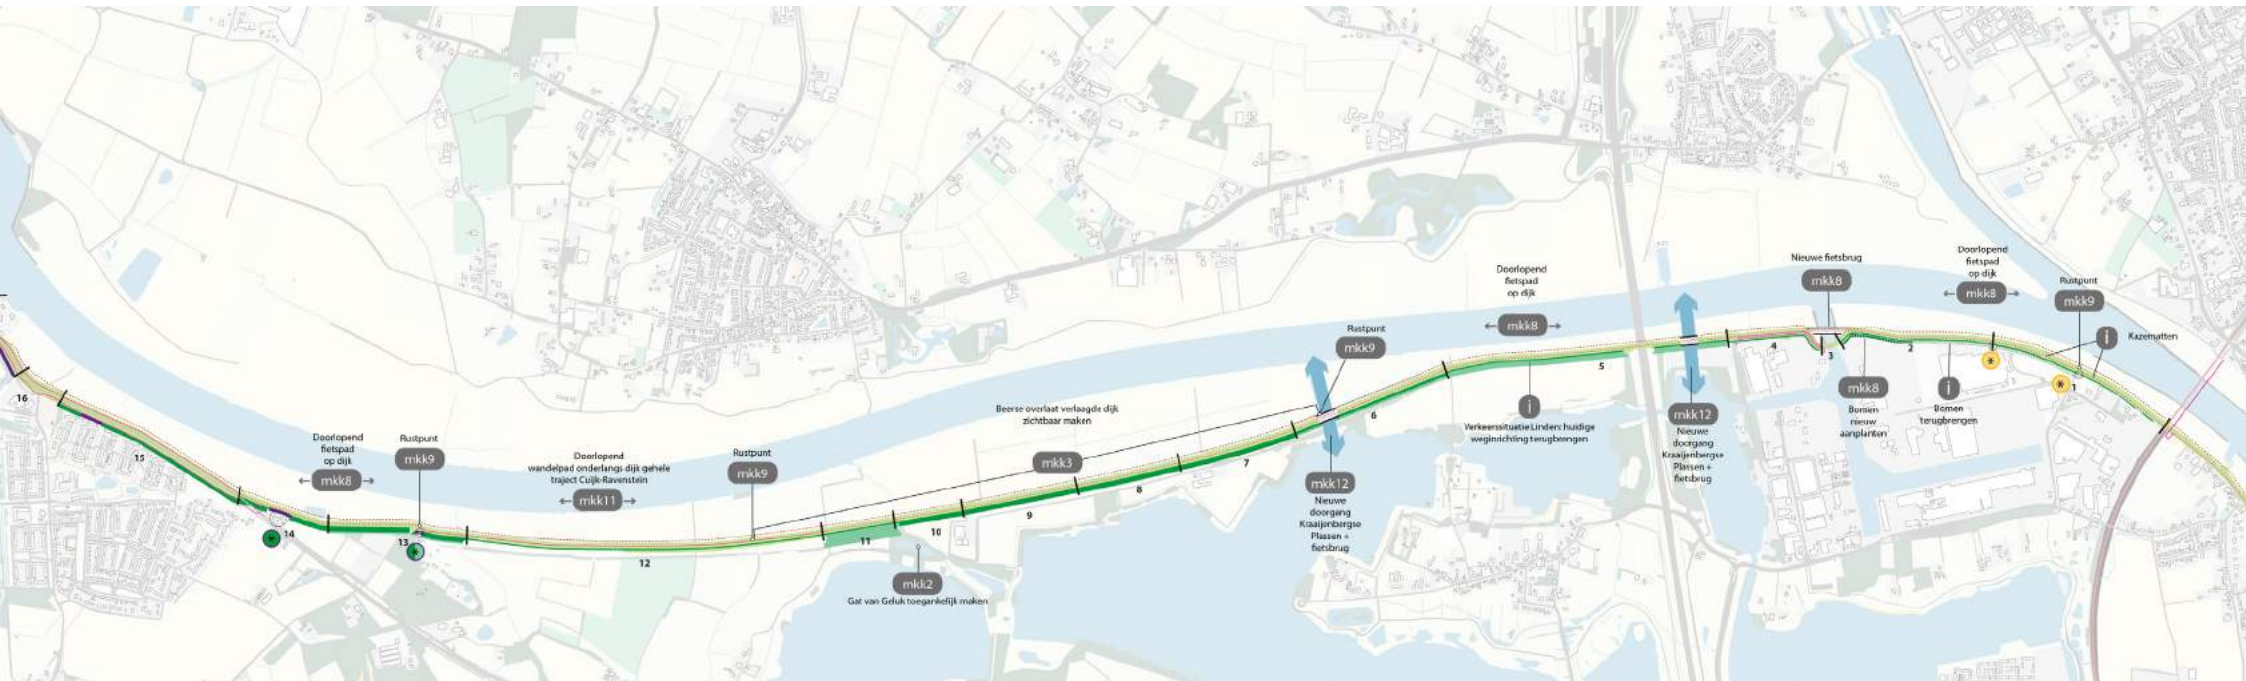 Doorlopend
fietspad
op dijk
mkk8
Rustpunt
mkk9
Doorlopend
wandelpad onderlangs dijk gehele
traject Cuijk-Ravenstein
mkk11
Rustpunt
mkk9
Beerse overlaat verlaagde dijk
zichtbaar maken
mkk3
mkk2
Gat van Geluk toegankelijk maken
Rustpunt
mkk9
mkk12
Nieuwe
doorgang
Kraaijenbergse
Plassen +
fietsbrug
Doorlopend
fietspad
op dijk
mkk8
i
Verkeerssituatie Linden: huidige
weginrichting terugbrengen
mkk12
Nieuwe
doorgang
Kraaijenbergse
Plassen +
fietsbrug
Nieuwe fietsbrug
mkk8
mkk8
Bomen
nieuw
aanplanten
i
Bomen
terugbrengen
Doorlopend
fietspad
op dijk
mkk8
Rustpunt
mkk9
i
Kazematten
16
15
14
13
12
11
10
9
8
7
6
5
4
3
2
1